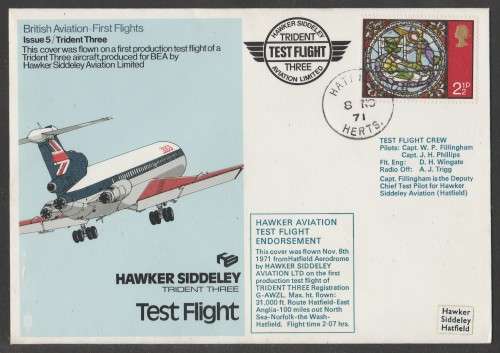 British Aviation-First Flights
Issue 5/Trident Three
This cover was flown on a first production test flight of a
Trident Three aircraft, produced for BEA by
Hawker Siddeley Aviation Limited
HAWKER SIDDELEY
TRIDENT
TEST FLIGHT
THREE
AVIATION LIMITED
8 NO
71
HERTS.
2½P
TEST FLIGHT CREW
Pilots: Capt. W. P. Fillingham
Capt. J. H. Phillips
Flt. Eng: D. H. Wingate
Radio Off: A. J. Trigg
Capt. Fillingham is the Deputy
Chief Test Pilot for Hawker
Siddeley Aviation (Hatfield)
HAWKER SIDDELEY
TRIDENT THREE
Test Flight
HAWKER AVIATION
TEST FLIGHT
ENDORSEMENT
This cover was flown Nov. 8th
1971 from Hatfield Aerodrome
by HAWKER SIDDELEY
AVIATION LTD on the first
production test flight of
TRIDENT THREE Registration
G-AWZL. Max. ht. flown:
31,000 ft. Route Hatfield-East
Anglia-100 miles out North
Sea-Norfolk-the Wash-
Hatfield. Flight time 2-07 hrs.
Hawker
Siddeley
Hatfield